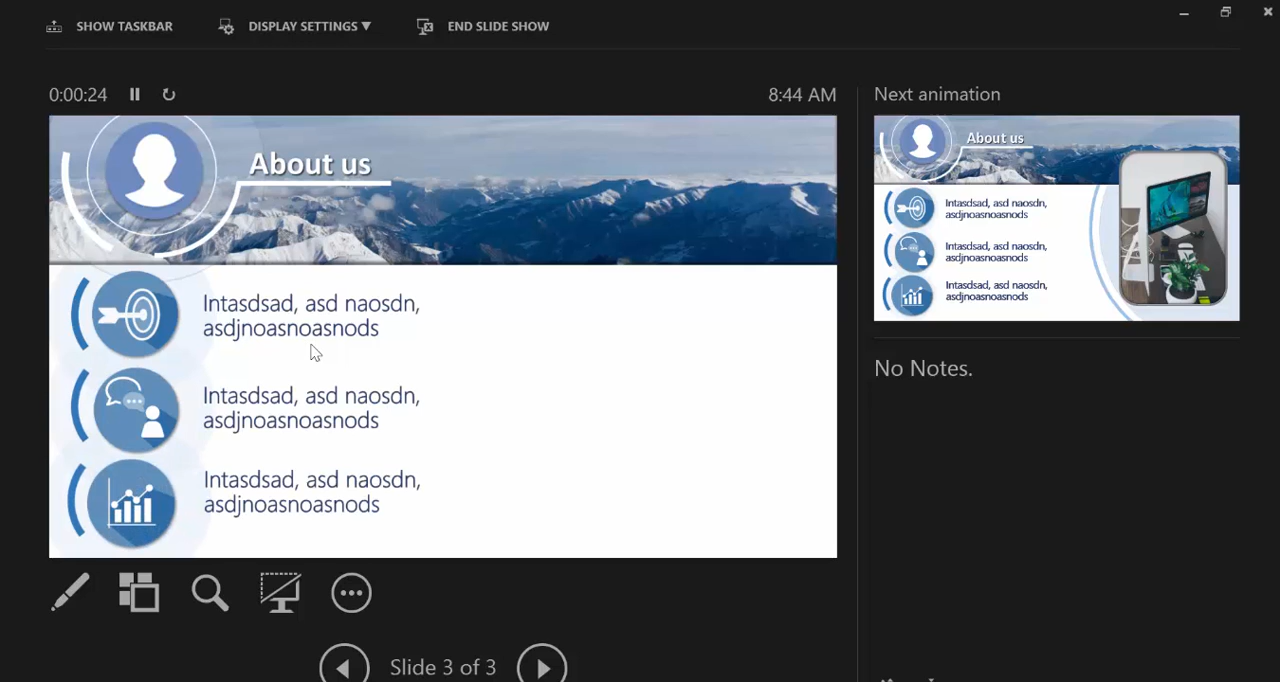 SHOW TASKBAR
DISPLAY SETTINGS ▼
END SLIDE SHOW
0:00:24
8:44 AM
About us
Intasdsad, asd naosdn,
asdjnoasnoasnods
Intasdsad, asd naosdn,
asdjnoasnoasnods
Intasdsad, asd naosdn,
asdjnoasnoasnods
Slide 3 of 3
Next animation
About us
Intasdsad, asd naosdn,
asdjnoasnoasnods
Intasdsad, asd naosdn,
asdjnoasnoasnods
Intasdsad, asd naosdn,
asdjnoasnoasnods
No Notes.